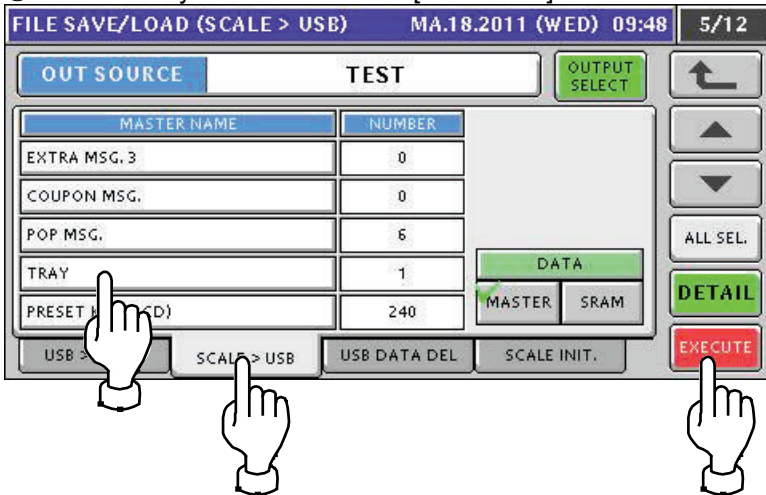 FILE SAVE/LOAD (SCALE > USB) MA.18.2011 (WED) 09:48 5/12
OUT SOURCE TEST OUTPUT SELECT
MASTER NAME NUMBER
EXTRA MSG. 3 0
COUPON MSG. 0
POP MSG. 6
ALL SEL.
TRAY 1
DATA
MASTER SRAM
DETAIL
PRESET CD) 240
USB > SCALE > USB USB DATA DEL SCALE INIT.
EXECUTE